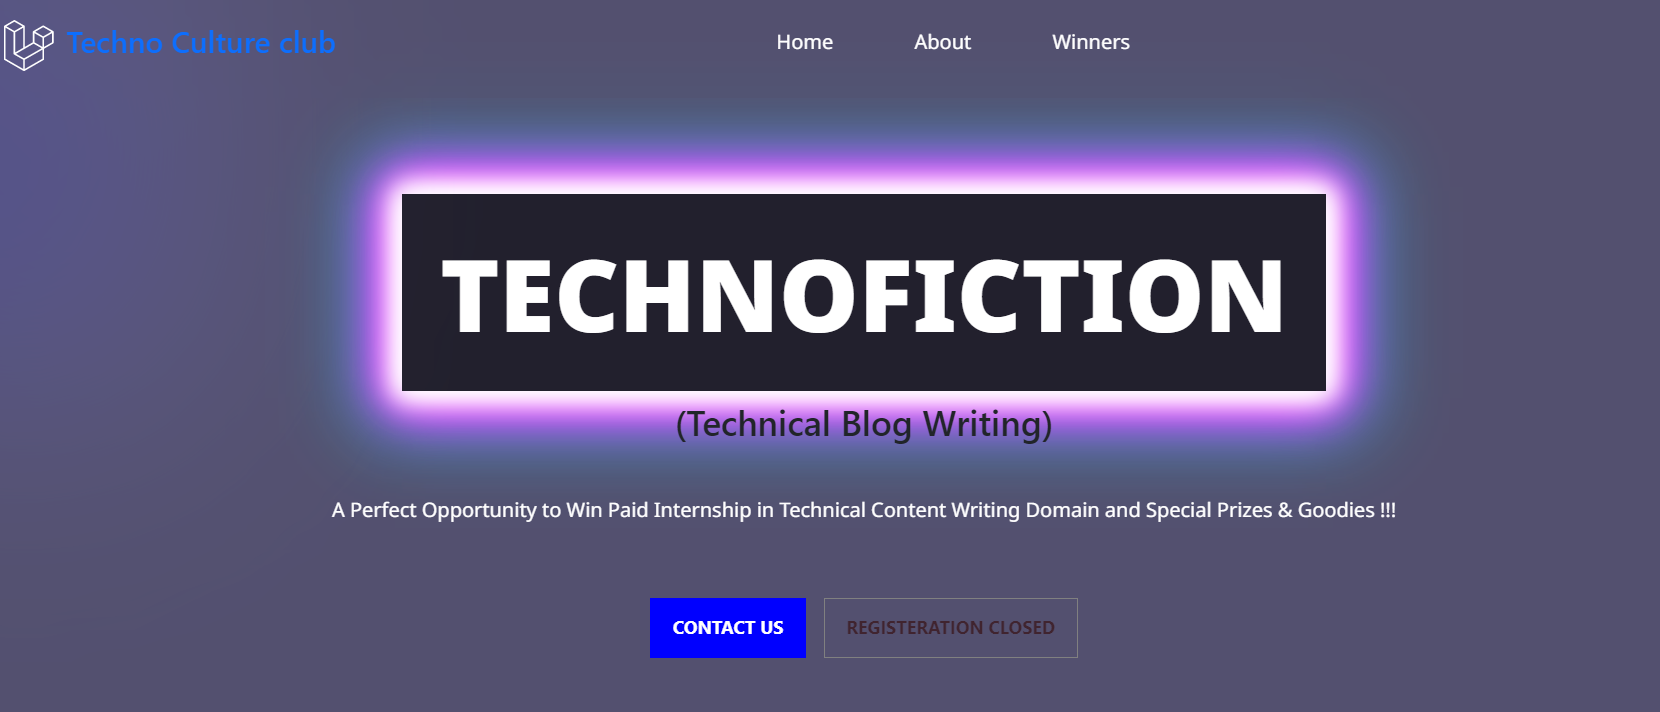 Techno Culture club
Home About Winners
TECHNOFICTION
(Technical Blog Writing)
A Perfect Opportunity to Win Paid Internship in Technical Content Writing Domain and Special Prizes & Goodies !!!
CONTACT US REGISTERATION CLOSED